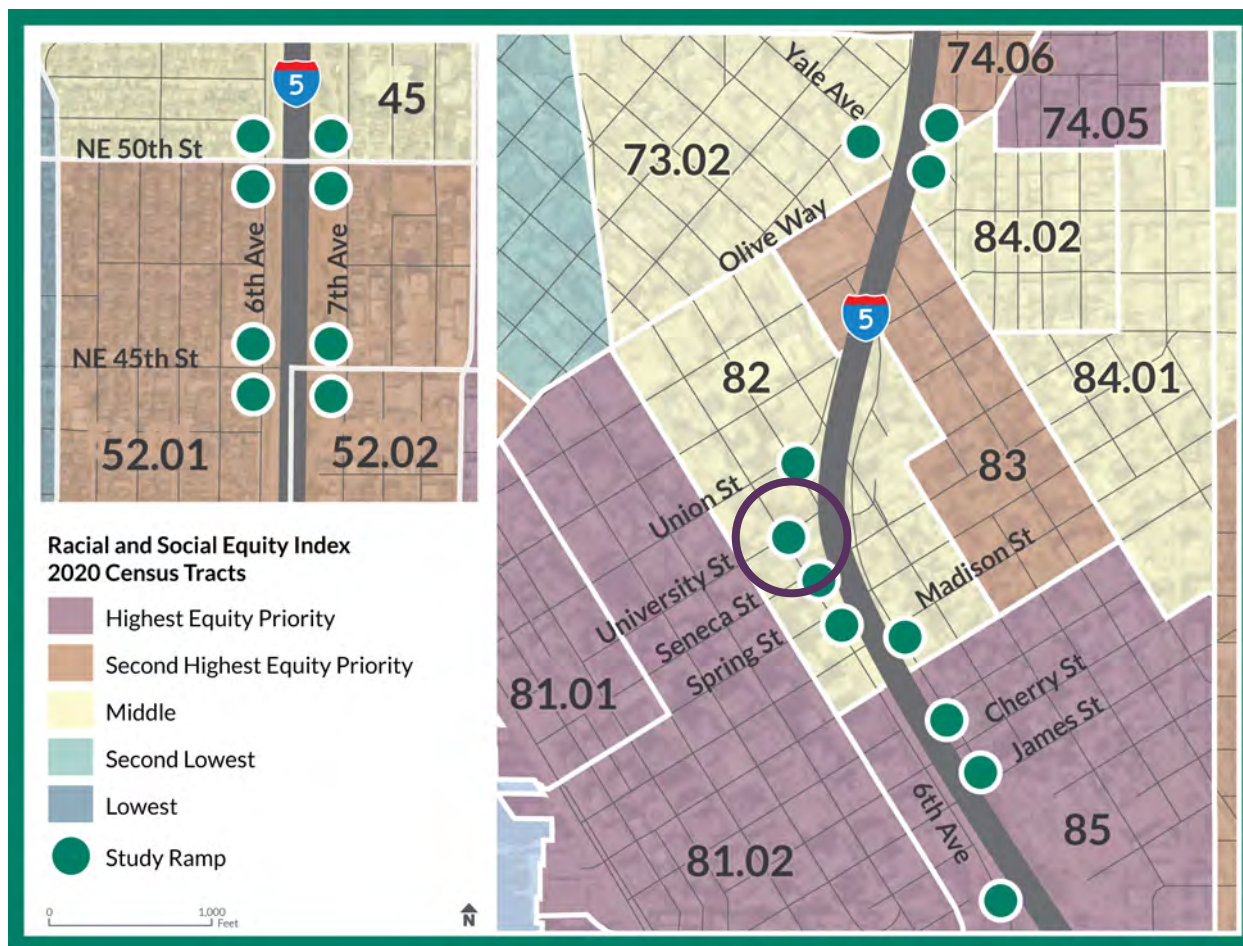 5
45
NE 50th St
6th Ave
7th Ave
NE 45th St
52.01
52.02
Racial and Social Equity Index
2020 Census Tracts
Highest Equity Priority
Second Highest Equity Priority
Middle
Second Lowest
Lowest
Study Ramp
0
1,000
Feet
N
Yale Ave
74.06
74.05
73.02
Olive Way
84.02
5
82
84.01
83
Union St
University St
Madison St
Seneca St
Spring St
81.01
Cherry St
James St
6th Ave
85
81.02